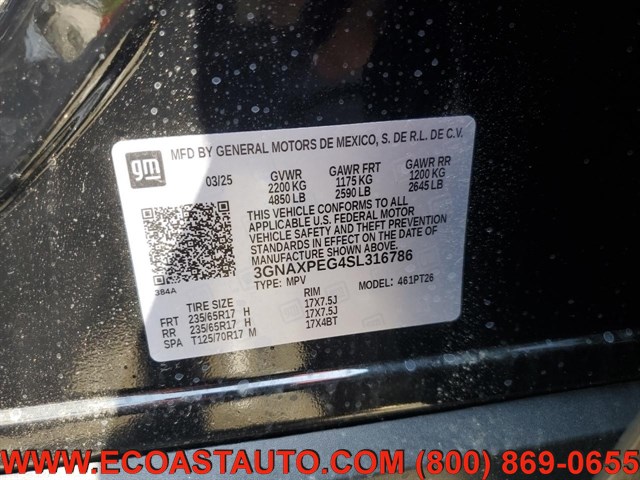 gm
MFD BY GENERAL MOTORS DE MEXICO, S. DE R.L. DE C.V.
03/25 GVWR GAWR FRT GAWR RR
2200 KG 1175 KG 1200 KG
4850 LB 2590 LB 2645 LB
THIS VEHICLE CONFORMS TO ALL
APPLICABLE U.S. FEDERAL MOTOR
VEHICLE SAFETY AND THEFT PREVENTION
STANDARDS IN EFFECT ON THE DATE OF
MANUFACTURE SHOWN ABOVE.
3GNAXPEG4SL316786
384A TYPE: MPV MODEL: 461PT26
TIRE SIZE RIM
FRT 235/65R17 H 17X7.5J
RR 235/65R17 H 17X7.5J
SPA T125/70R17 M 17X4BT
WWW.ECOASTAUTO.COM (800) 869-0655